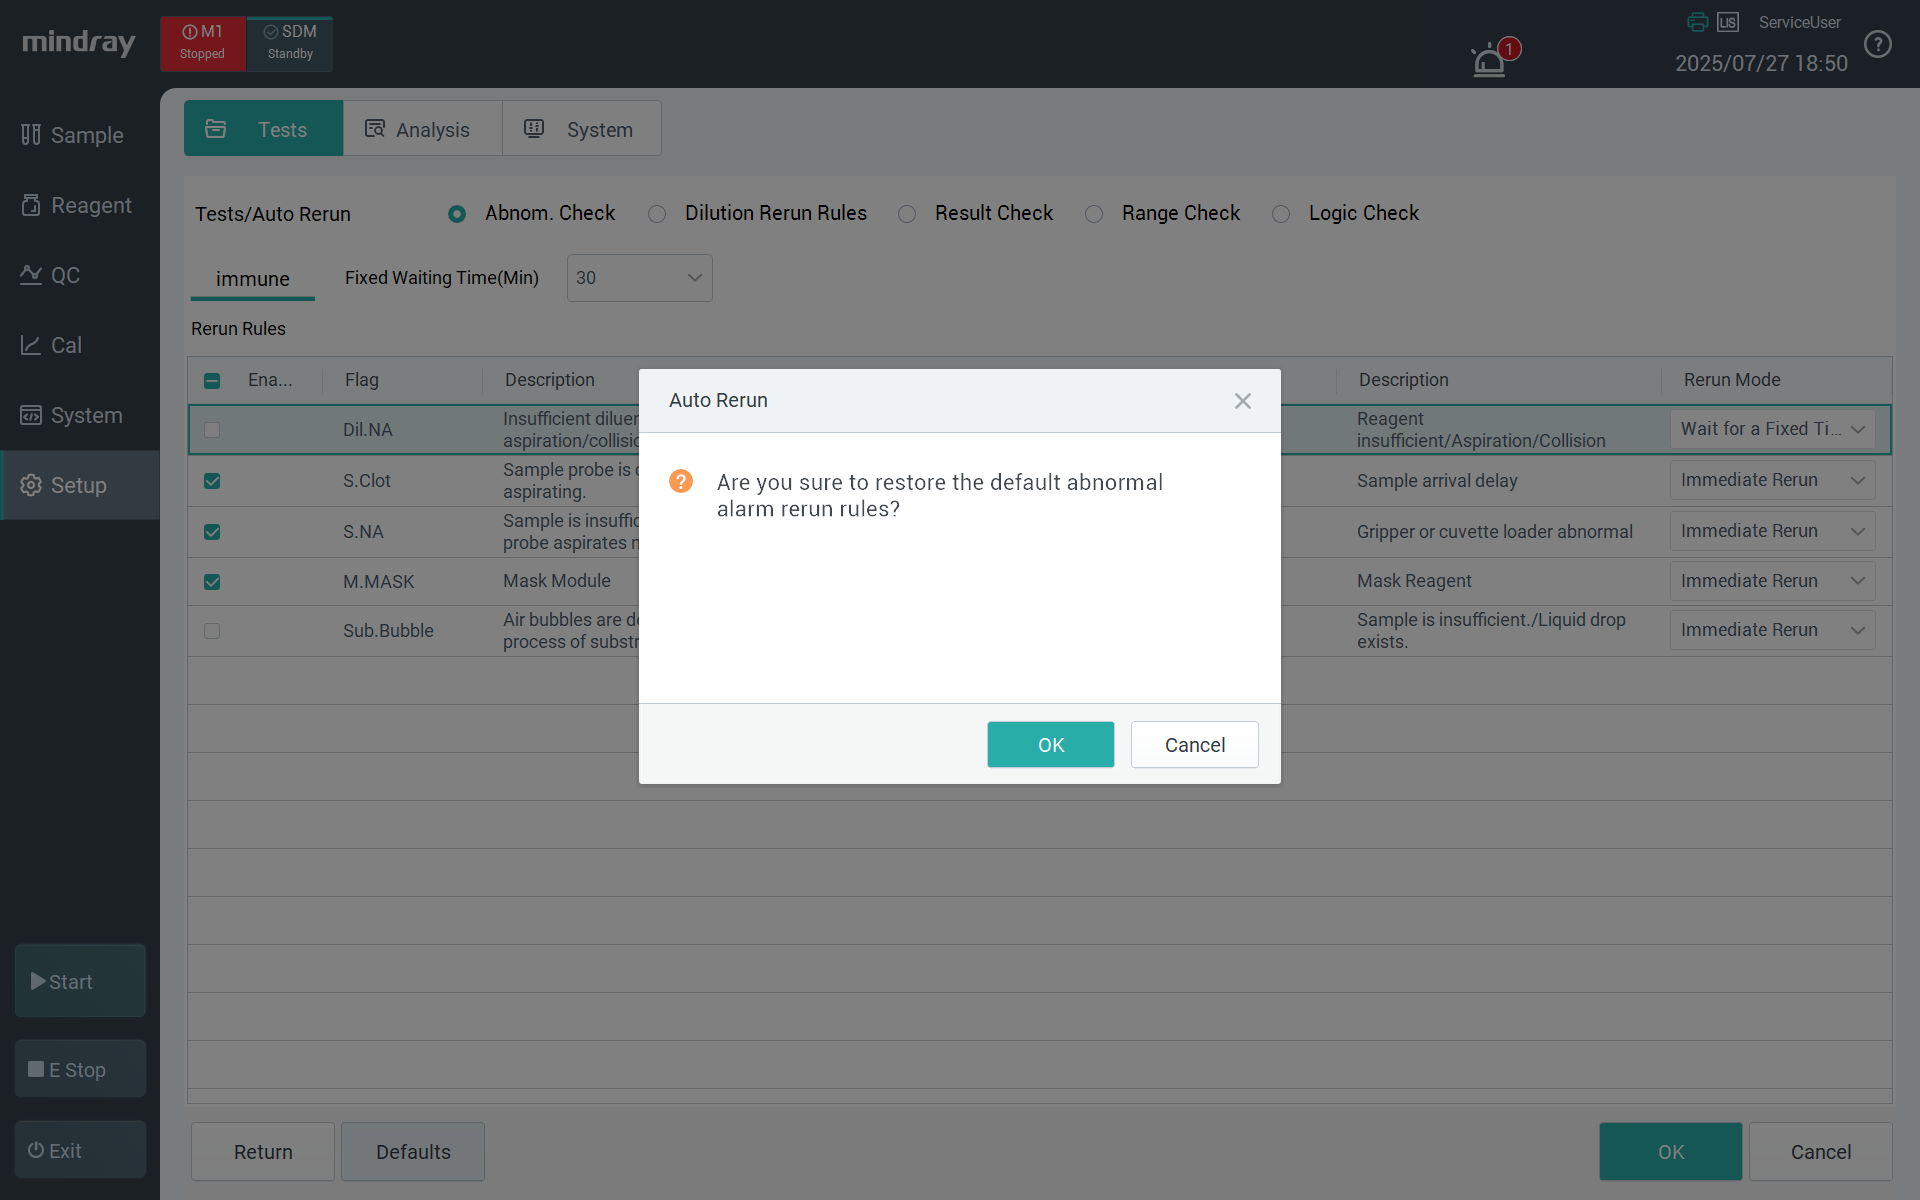 mindray
M1
Stopped
SDM
Standby
1
LIS
ServiceUser
2025/07/27 18:50
?
Sample
Reagent
QC
Cal
System
Setup
Start
E Stop
Exit
Tests
Analysis
System
Tests/Auto Rerun
Abnom. Check
Dilution Rerun Rules
Result Check
Range Check
Logic Check
immune
Fixed Waiting Time(Min)
30
Rerun Rules
Ena...
Flag
Description
Description
Rerun Mode
Dil.NA
Insufficient diluen
aspiration/collisio
Reagent
insufficient/Aspiration/Collision
Wait for a Fixed Ti...
S.Clot
Sample probe is c
aspirating.
Sample arrival delay
Immediate Rerun
S.NA
Sample is insuffic
probe aspirates n
Gripper or cuvette loader abnormal
Immediate Rerun
M.MASK
Mask Module
Mask Reagent
Immediate Rerun
Sub.Bubble
Air bubbles are de
process of substr
Sample is insufficient./Liquid drop
exists.
Immediate Rerun
Auto Rerun
?
Are you sure to restore the default abnormal
alarm rerun rules?
OK
Cancel
Return
Defaults
OK
Cancel